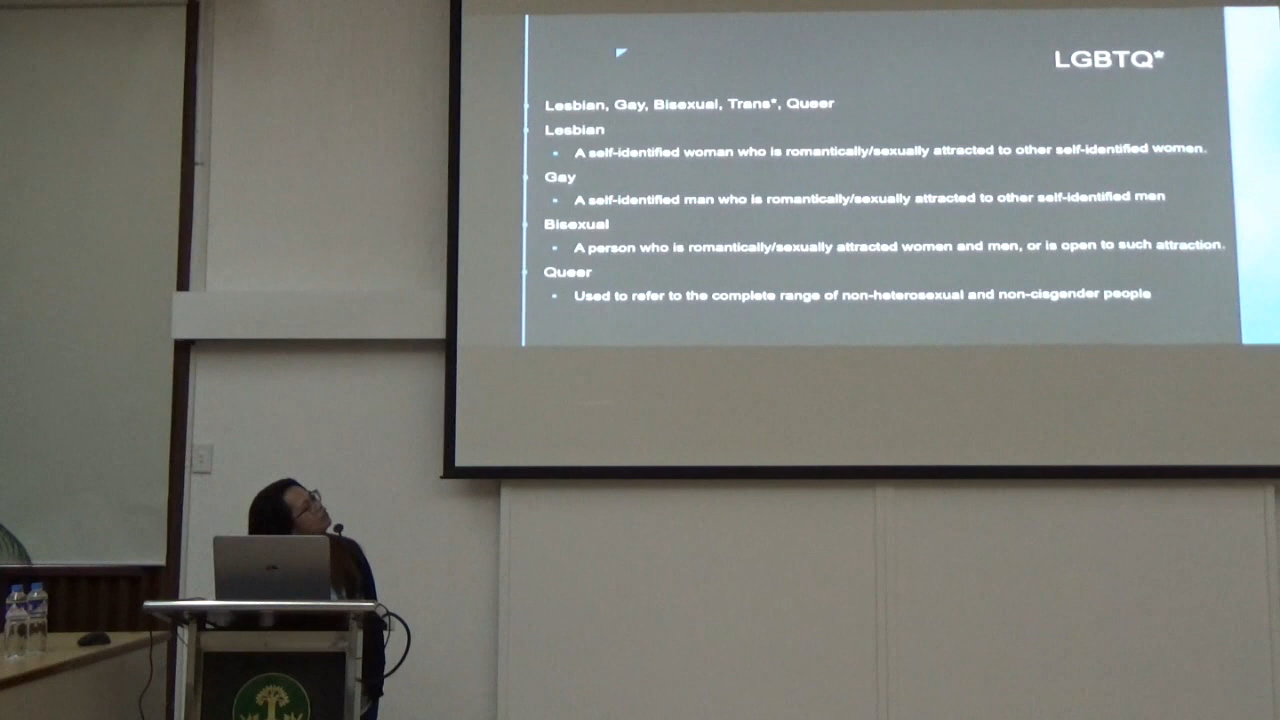 LGBTQ*
Lesbian, Gay, Bisexual, Trans*, Queer
Lesbian
A self-identified woman who is romantically/sexually attracted to other self-identified women.
Gay
A self-identified man who is romantically/sexually attracted to other self-identified men
Bisexual
A person who is romantically/sexually attracted women and men, or is open to such attraction.
Queer
Used to refer to the complete range of non-heterosexual and non-cisgender people